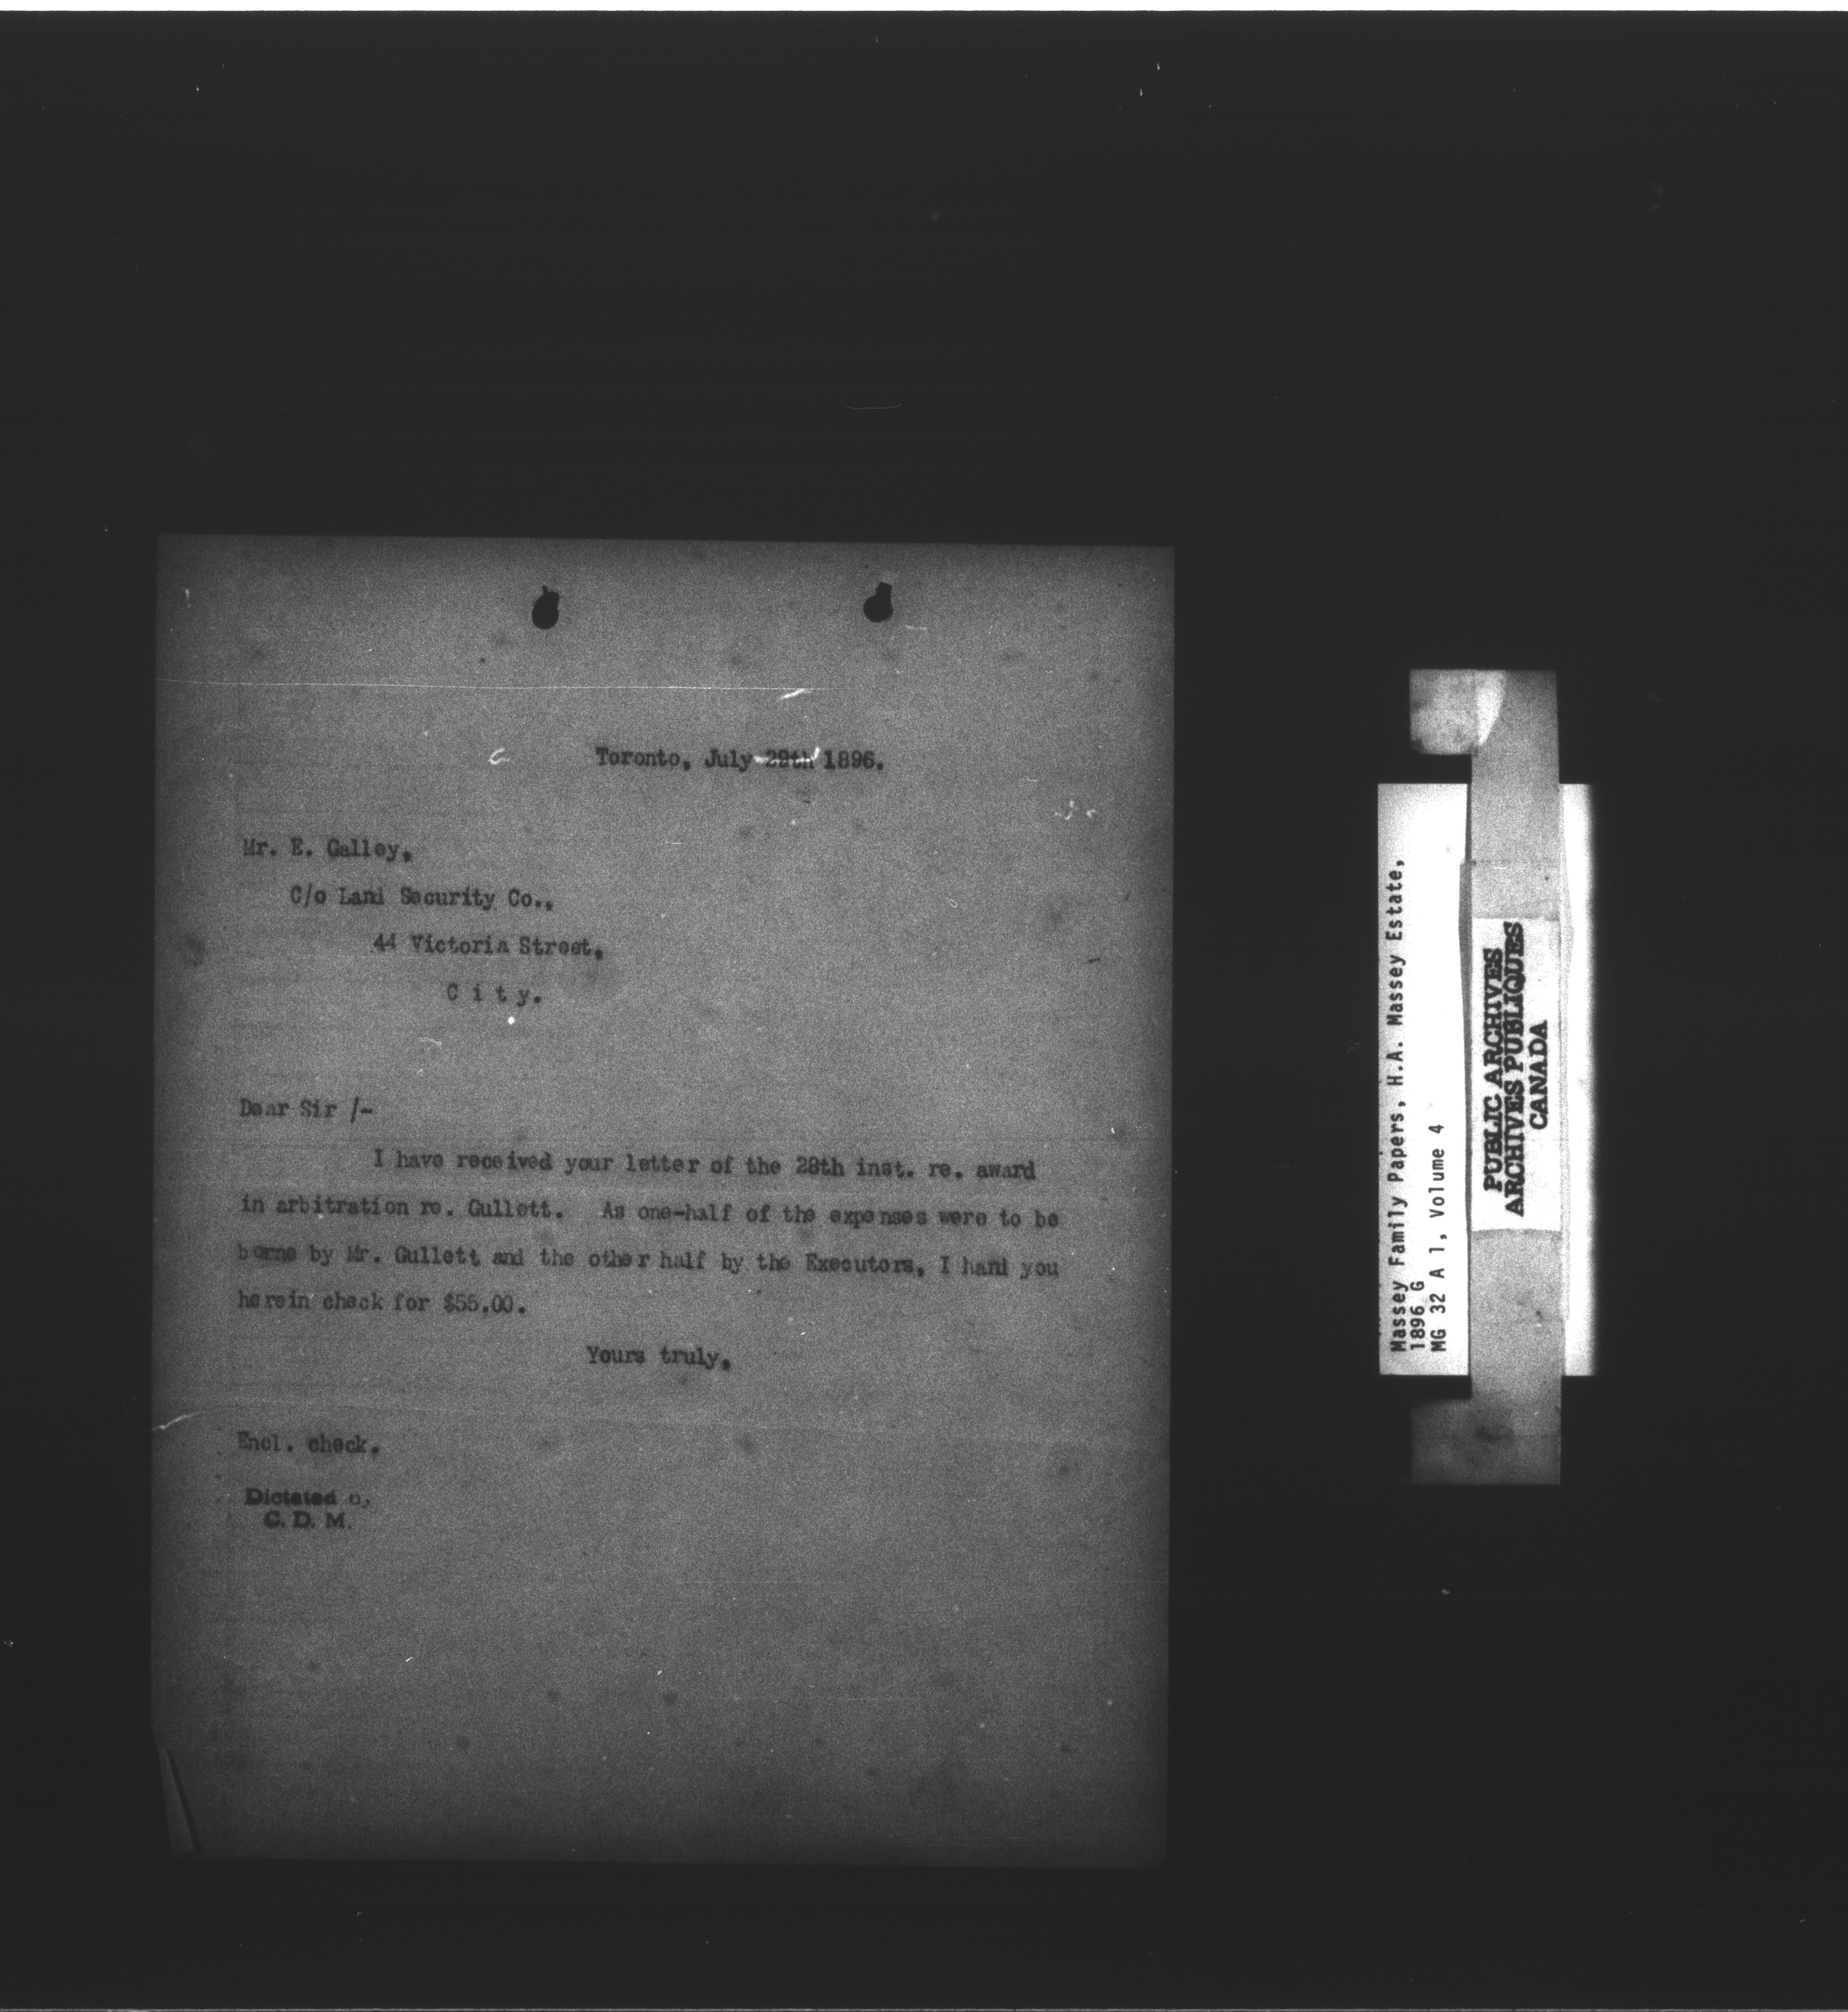 Toronto, July 29th 1896.
Mr. E. Galley,
C/o Land Security Co.,
44 Victoria Street,
C i t y.
Dear Sir /-
I have received your letter of the 28th inst. re. award
in arbitration re. Gullett. As one-half of the expenses were to be
borne by Mr. Gullett and the other half by the Executors, I hand you
herein check for $55.00.
Yours truly,
Encl. check.
Dictated
C. D. M.
Massey Family Papers, H.A. Massey Estate,
1896 G
MG 32 A 1, Volume 4
PUBLIC ARCHIVES
ARCHIVES PUBLIQUES
CANADA